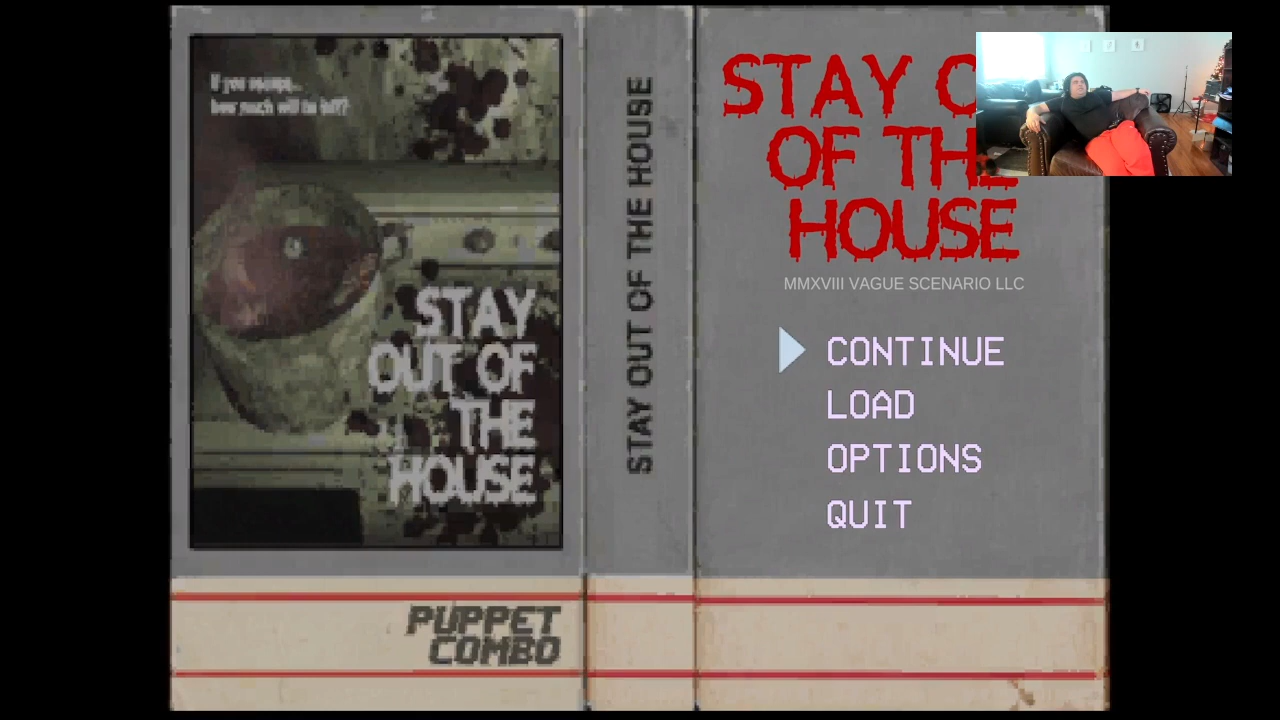 If you escape...
how much will be left?
STAY
OUT OF
THE
HOUSE
PUPPET
COMBO
STAY OUT OF THE HOUSE
STAY
OF THE
HOUSE
MMXVIII VAGUE SCENARIO LLC
CONTINUE
LOAD
OPTIONS
QUIT